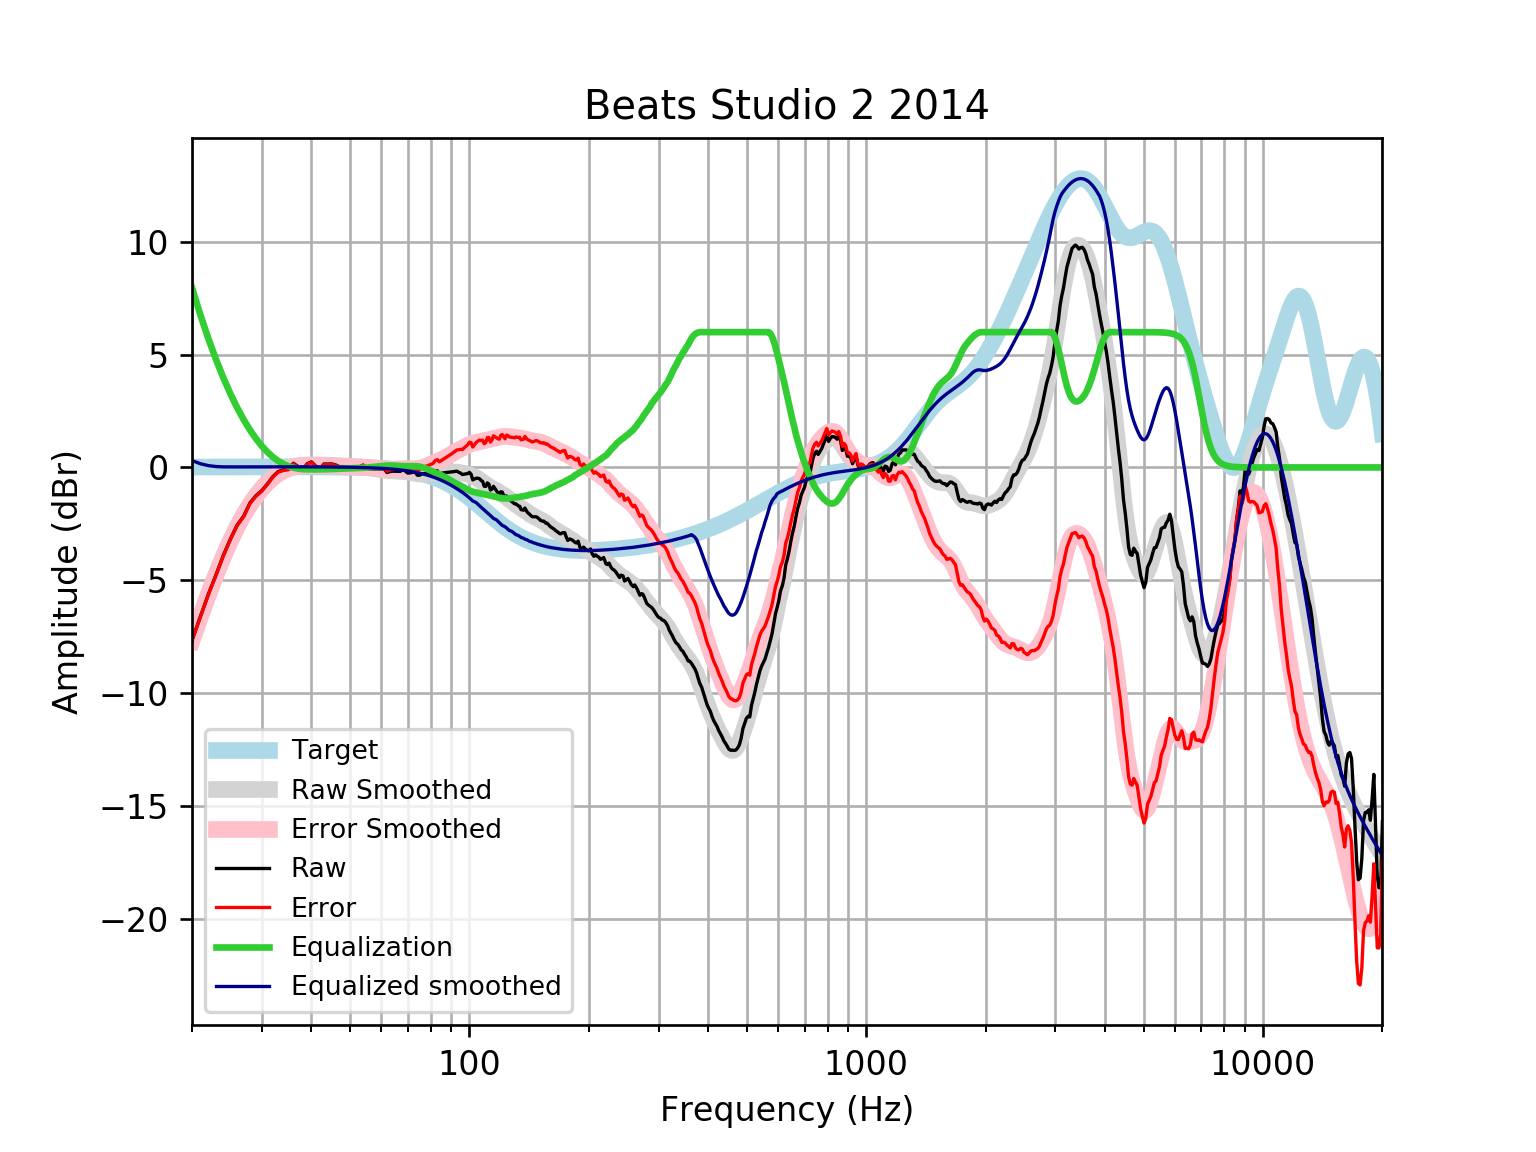 Beats Studio 2 2014
Amplitude (dBr)
10
5
0
−5
−10
−15
−20
Target
Raw Smoothed
Error Smoothed
Raw
Error
Equalization
Equalized smoothed
100
1000
10000
Frequency (Hz)